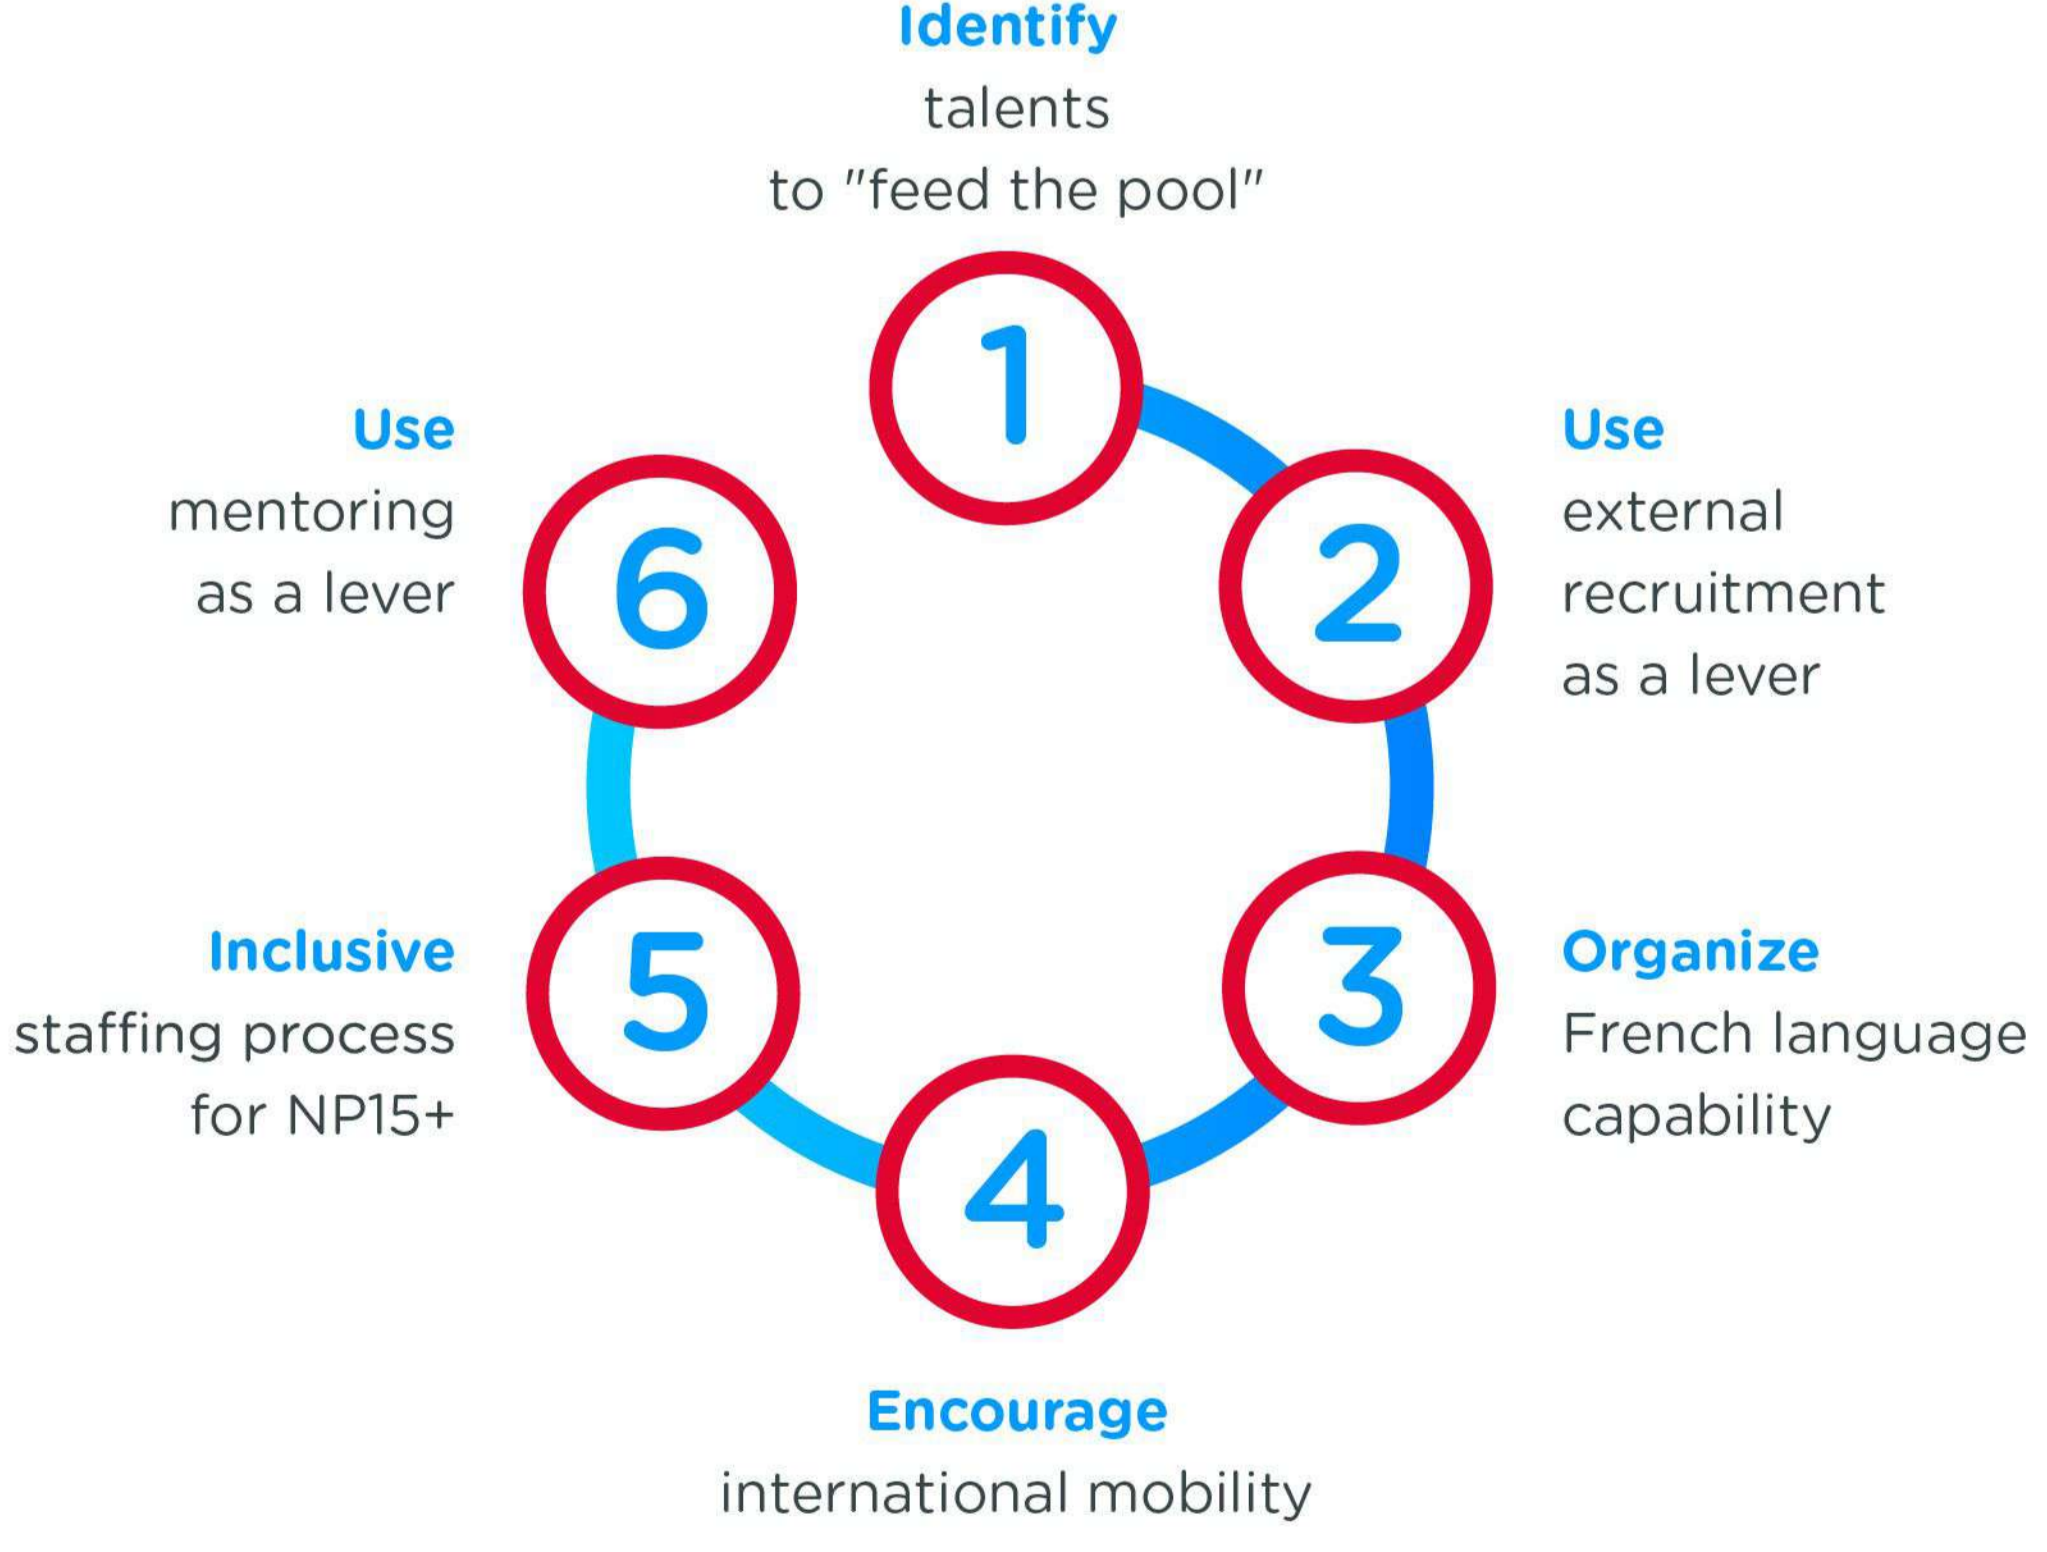 Identify
talents
to "feed the pool"
1
2
Use
external
recruitment
as a lever
3
Organize
French language
capability
4
Encourage
international mobility
5
Inclusive
staffing process
for NP15+
6
Use
mentoring
as a lever